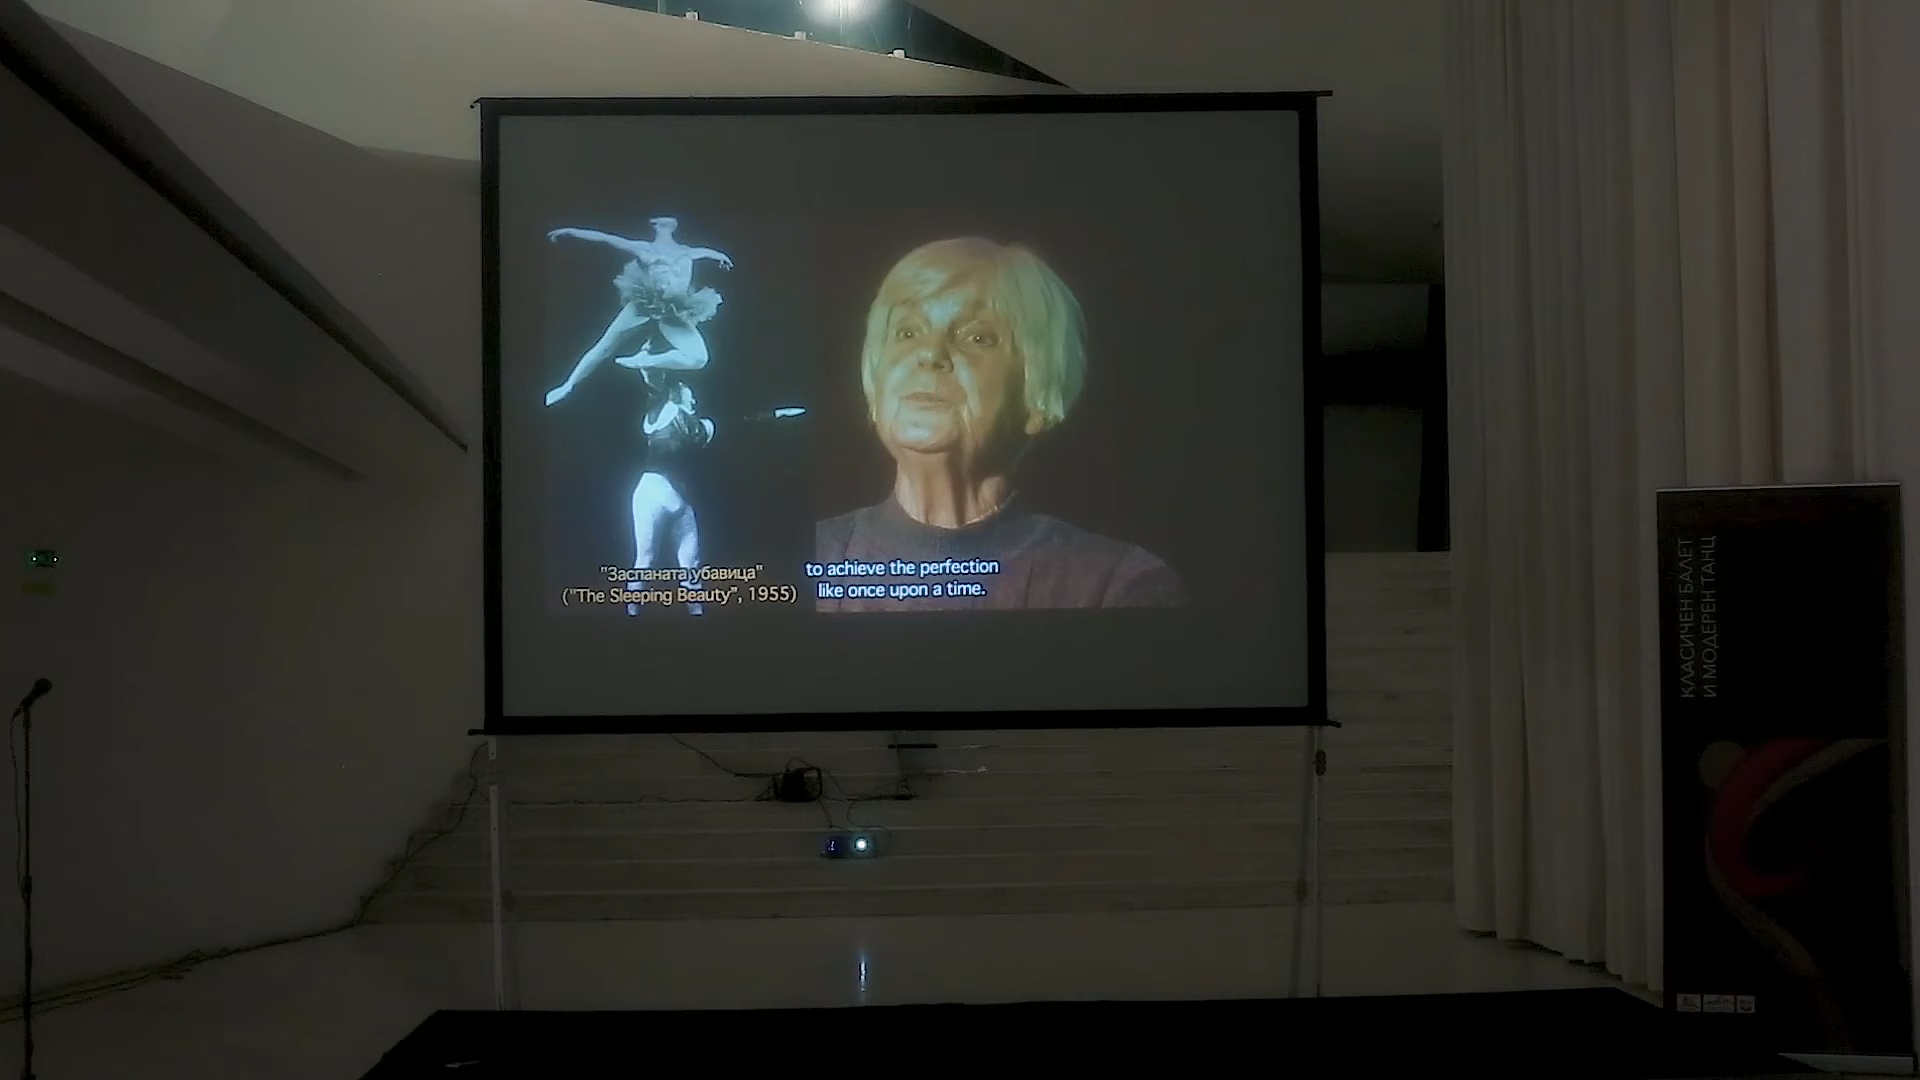 "Заспаната убавица"
("The Sleeping Beauty", 1955)
to achieve the perfection
like once upon a time.
КЛАСИЧЕН БАЛЕТ
И МОДЕРЕН ТАНЦ